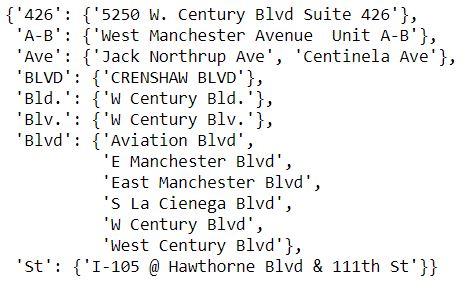 {'426': {'5250 W. Century Blvd Suite 426'},
'A-B': {'West Manchester Avenue  Unit A-B'},
'Ave': {'Jack Northrup Ave', 'Centinela Ave'},
'BLVD': {'CRENSHAW BLVD'},
'Bld.': {'W Century Bld.'},
'Blv.': {'W Century Blv.'},
'Blvd': {'Aviation Blvd',
'E Manchester Blvd',
'East Manchester Blvd',
'S La Cienega Blvd',
'W Century Blvd',
'West Century Blvd'},
'St': {'I-105 @ Hawthorne Blvd & 111th St'}}